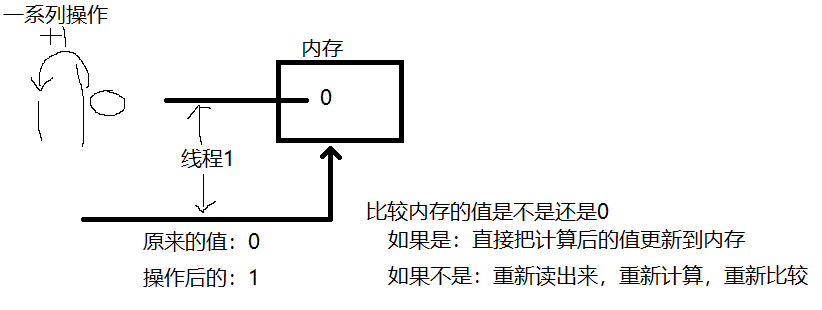 一系列操作
+1
0
内存
0
线程1
比较内存的值是不是还是0
原来的值：0
如果是：直接把计算后的值更新到内存
操作后的：1
如果不是：重新读出来，重新计算，重新比较